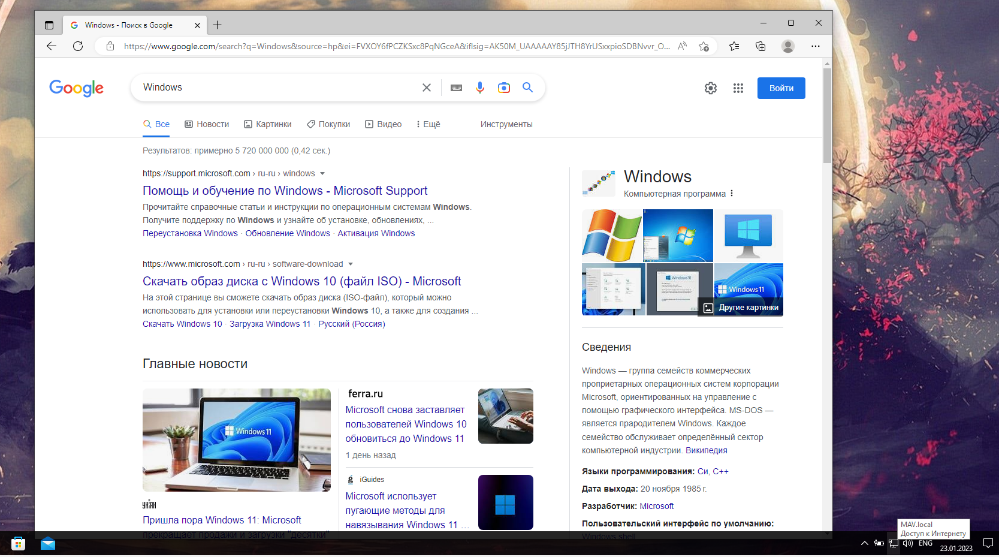 Windows - Поиск в Google
https://www.google.com/search?q=Windows&source=hp&ei=FVXOY6fPCZKSxc8PqNGceA&iflsig=AK50M_UAAAAAY85jJTH8YrUSxxpioSDBNvvr_O...
Google
Windows
Войти
Все
Новости
Картинки
Покупки
Видео
Ещё
Инструменты
Результатов: примерно 5 720 000 000 (0,42 сек.)
https://support.microsoft.com › ru-ru › windows
Помощь и обучение по Windows - Microsoft Support
Прочитайте справочные статьи и инструкции по операционным системам Windows.
Получите поддержку по Windows и узнайте об установке, обновлениях, ...
Переустановка Windows · Обновление Windows · Активация Windows
https://www.microsoft.com › ru-ru › software-download
Скачать образ диска с Windows 10 (файл ISO) - Microsoft
На этой странице вы сможете скачать образ диска (ISO-файл), который можно
использовать для установки или переустановки Windows 10, а также для создания ...
Скачать Windows 10 · Загрузка Windows 11 · Русский (Россия)
Главные новости
Windows 11
УНІАН
Пришла пора Windows 11: Microsoft
прекращает продажи и загрузки "десятки"
ferra.ru
Microsoft снова заставляет
пользователей Windows 10
обновиться до Windows 11
1 день назад
iGuides
Microsoft использует
пугающие методы для
навязывания Windows 11 ...
Windows
Компьютерная программа
Windows10
Windows 11
Другие картинки
Сведения
Windows — группа семейств коммерческих
проприетарных операционных систем корпорации
Microsoft, ориентированных на управление с
помощью графического интерфейса. MS-DOS —
является прародителем Windows. Каждое
семейство обслуживает определённый сектор
компьютерной индустрии. Википедия
Языки программирования: Си, C++
Дата выхода: 20 ноября 1985 г.
Разработчик: Microsoft
Пользовательский интерфейс по умолчанию:
Windows shell
MAV.local
Доступ к Интернету
ENG
23.01.2023